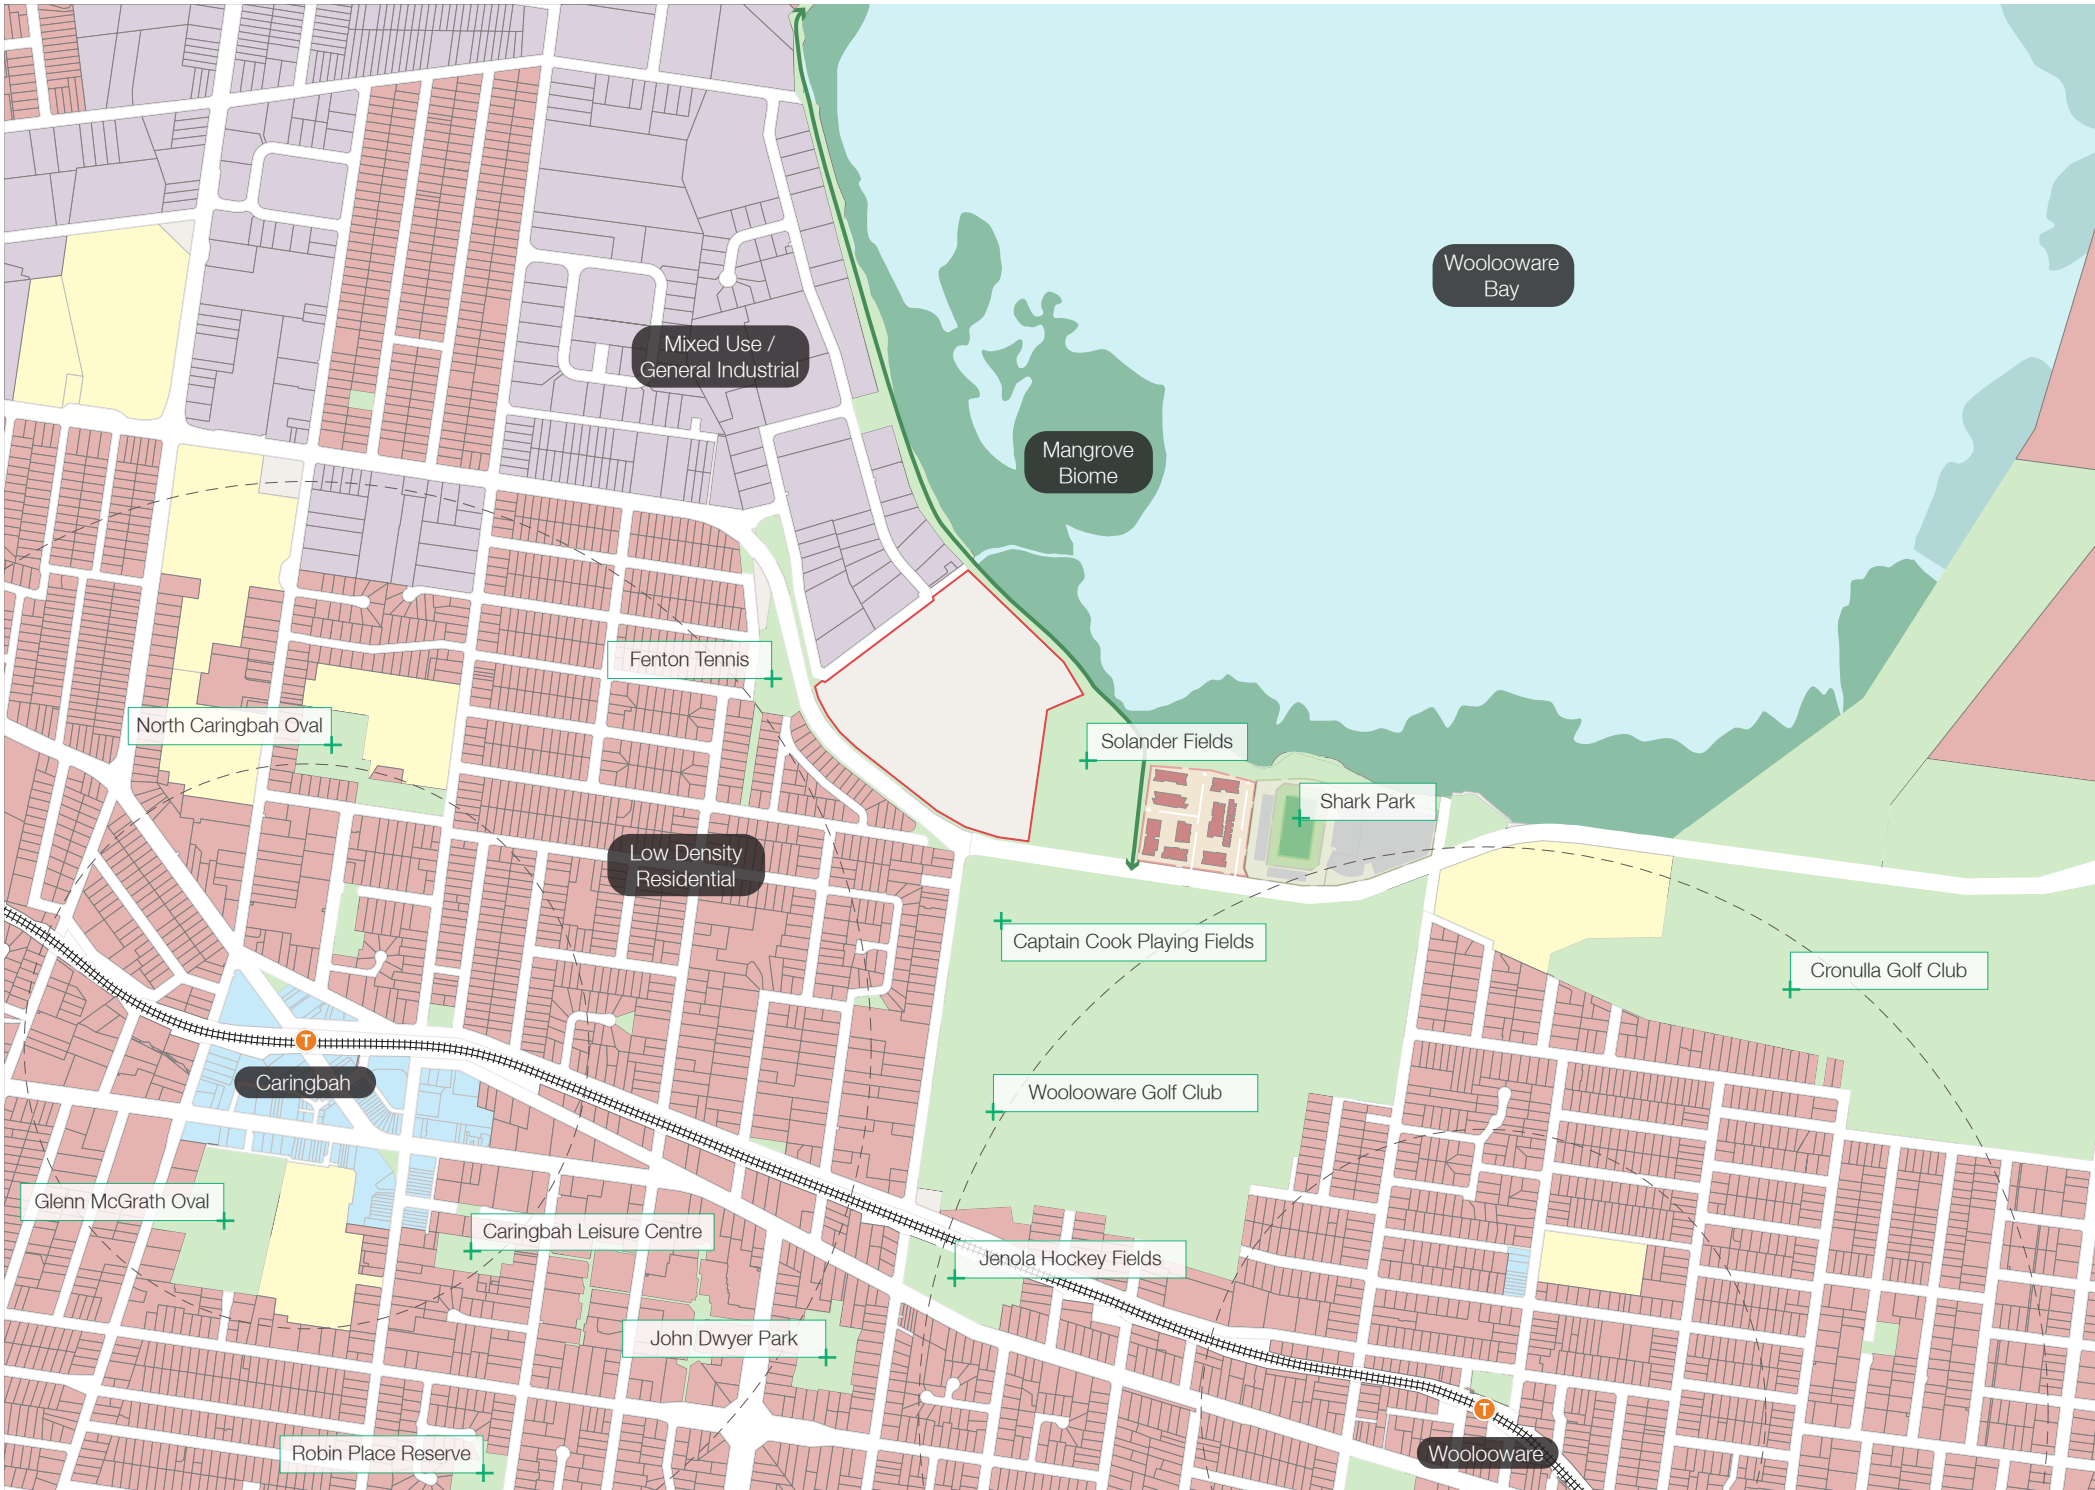 Woolooware
Bay
Mixed Use /
General Industrial
Mangrove
Biome
Fenton Tennis
North Caringbah Oval
Solander Fields
Shark Park
Low Density
Residential
Captain Cook Playing Fields
Cronulla Golf Club
T
Caringbah
Woolooware Golf Club
Glenn McGrath Oval
Caringbah Leisure Centre
Jenola Hockey Fields
John Dwyer Park
T
Woolooware
Robin Place Reserve